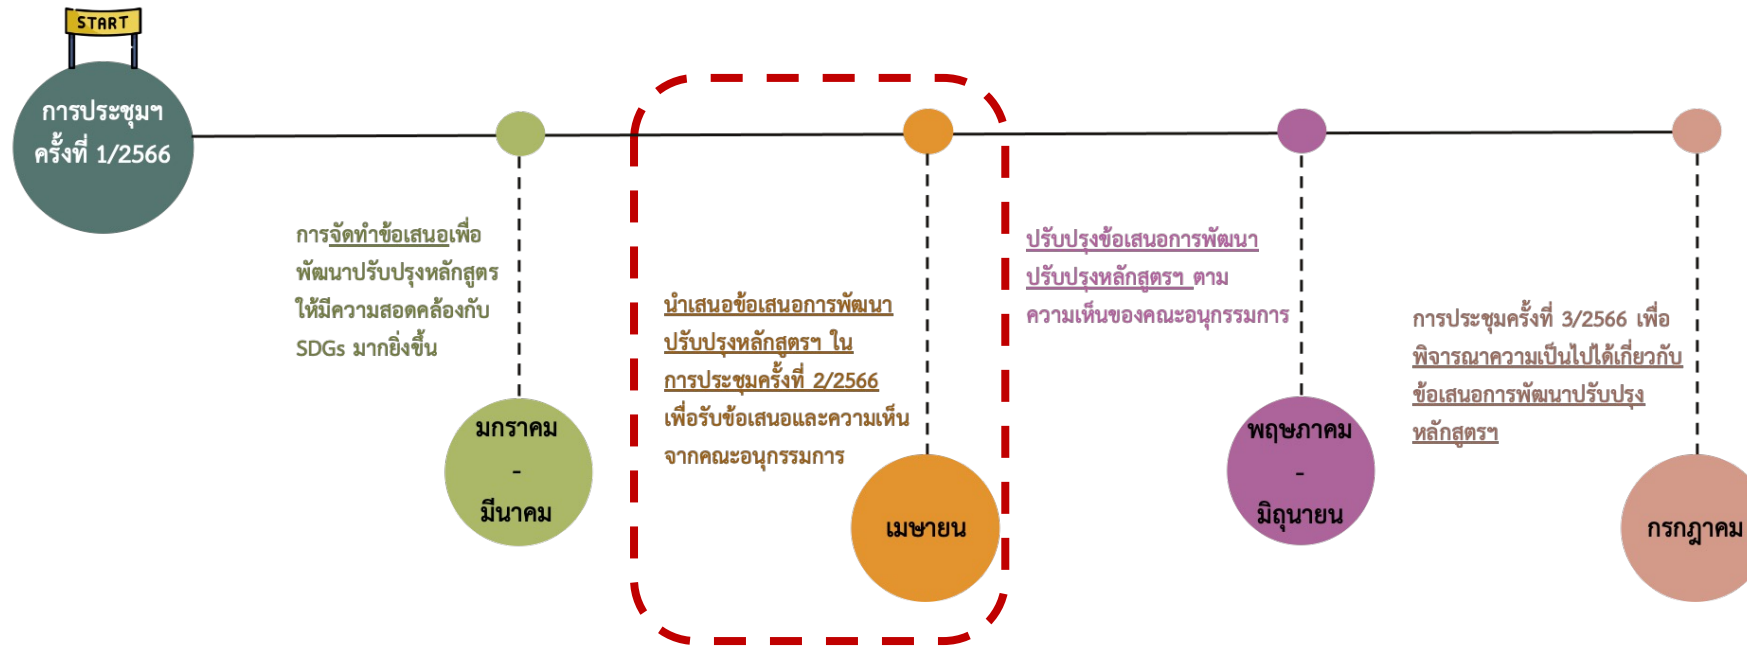 START
การประชุมฯ
ครั้งที่ 1/2566
การจัดทำข้อเสนอเพื่อ
พัฒนาปรับปรุงหลักสูตร
ให้มีความสอดคล้องกับ
SDGs มากยิ่งขึ้น
มกราคม
-
มีนาคม
นำเสนอข้อเสนอการพัฒนา
ปรับปรุงหลักสูตรฯ ใน
การประชุมครั้งที่ 2/2566
เพื่อรับข้อเสนอและความเห็น
จากคณะอนุกรรมการ
เมษายน
ปรับปรุงข้อเสนอการพัฒนา
ปรับปรุงหลักสูตรฯ ตาม
ความเห็นของคณะอนุกรรมการ
พฤษภาคม
-
มิถุนายน
การประชุมครั้งที่ 3/2566 เพื่อ
พิจารณาความเป็นไปได้เกี่ยวกับ
ข้อเสนอการพัฒนาปรับปรุง
หลักสูตรฯ
กรกฎาคม